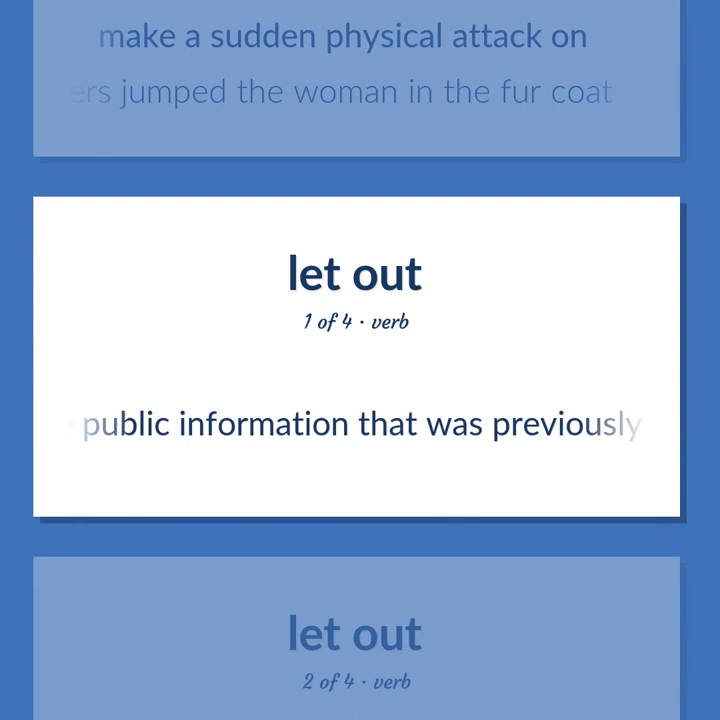 make a sudden physical attack on
jumped the woman in the fur coat
let out
1 of 4 · verb
public information that was previously
let out
2 of 4 · verb